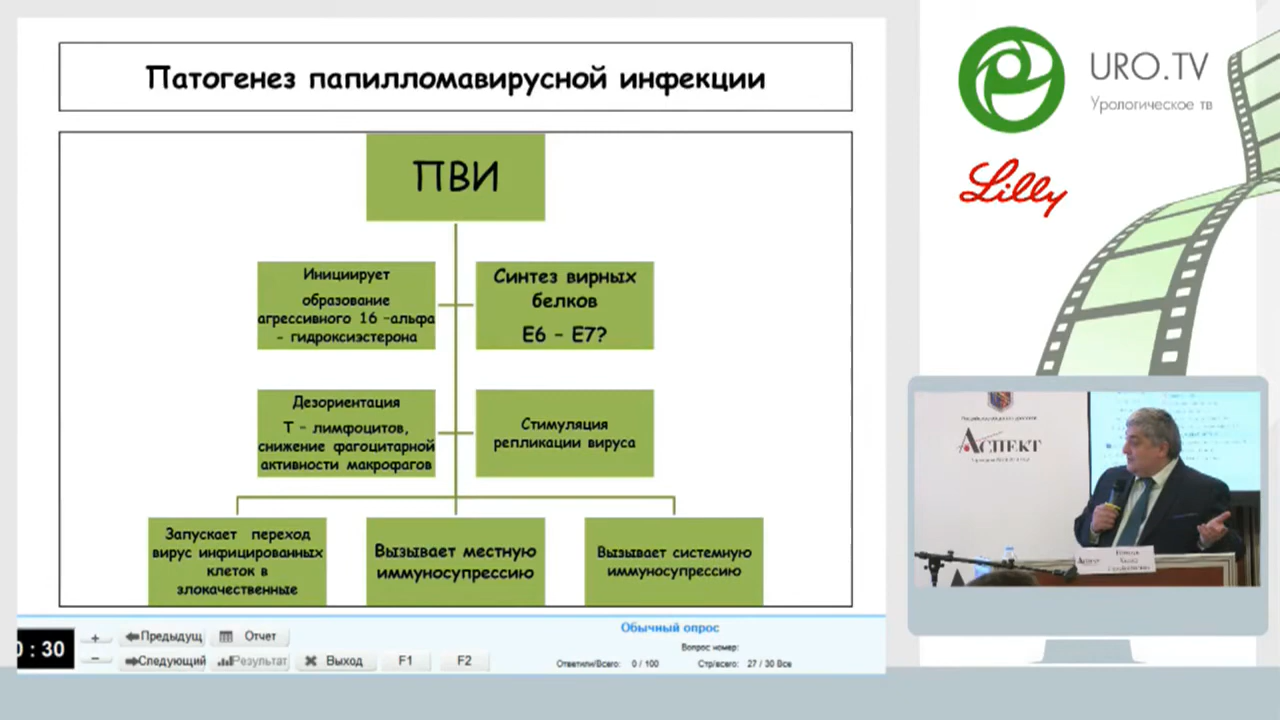 Патогенез папилломавирусной инфекции
ПВИ
Инициирует
образование
агрессивного 16 –альфа
– гидроксиэстерона
Синтез вирных
белков
Е6 – Е7?
Дезориентация
Т – лимфоцитов,
снижение фагоцитарной
активности макрофагов
Стимуляция
репликации вируса
Запускает переход
вирус инфицированных
клеток в
злокачественные
Вызывает местную
иммуносупрессию
Вызывает системную
иммуносупрессию
: 30
+
–
Предыдущ
Следующий
Отчет
Результат
Выход
F1
F2
Обычный опрос
Вопрос номер:
Ответили/Всего: 0 / 100
Стр/всего: 27 / 30 Все
URO.TV
Урологическое тв
Lilly
АСПЕКТ